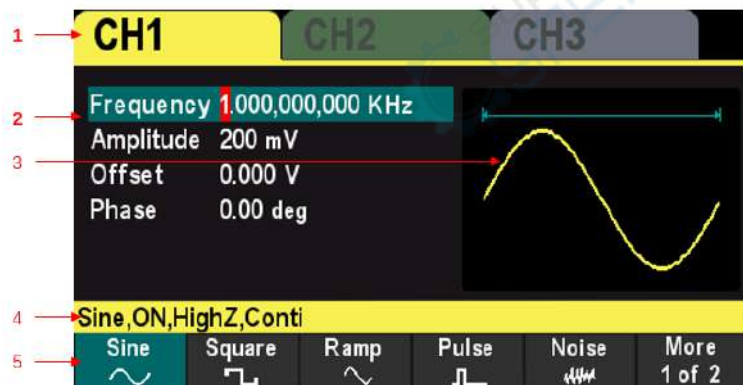 1
CH1 CH2 CH3
2
Frequency 1.000,000,000 KHz
Amplitude 200 mV
3
Offset 0.000 V
Phase 0.00 deg
4
Sine,ON,HighZ,Conti
5
Sine Square Ramp Pulse Noise More
1 of 2